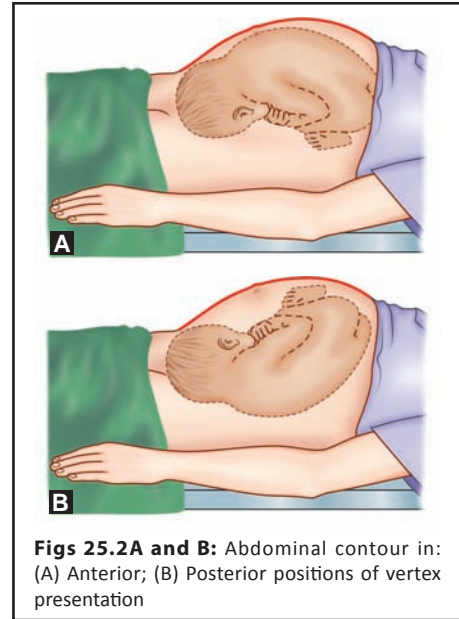 A
B
Figs 25.2A and B: Abdominal contour in:
(A) Anterior; (B) Posterior positions of vertex
presentation